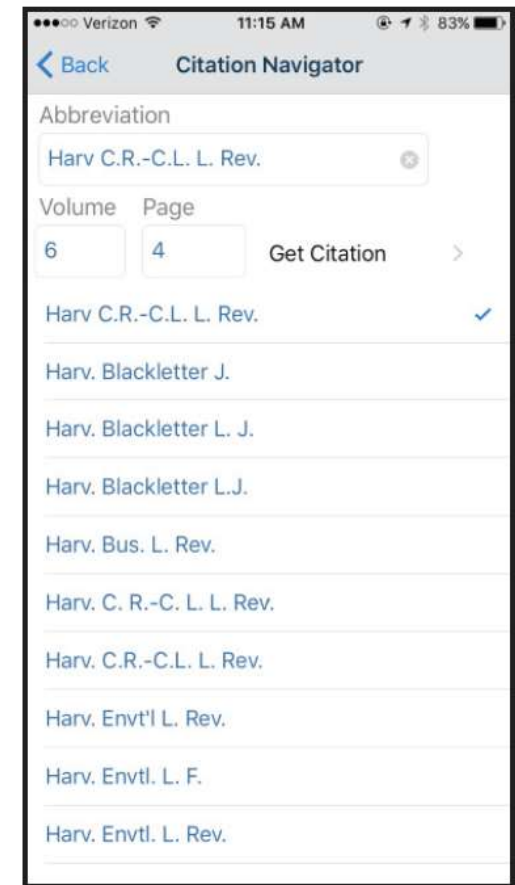 Verizon 11:15 AM 83%
Back Citation Navigator
Abbreviation
Harv C.R.-C.L. L. Rev.
Volume Page
6 4 Get Citation
Harv C.R.-C.L. L. Rev.
Harv. Blackletter J.
Harv. Blackletter L. J.
Harv. Blackletter L.J.
Harv. Bus. L. Rev.
Harv. C. R.-C. L. L. Rev.
Harv. C.R.-C.L. L. Rev.
Harv. Envt'l L. Rev.
Harv. Envtl. L. F.
Harv. Envtl. L. Rev.